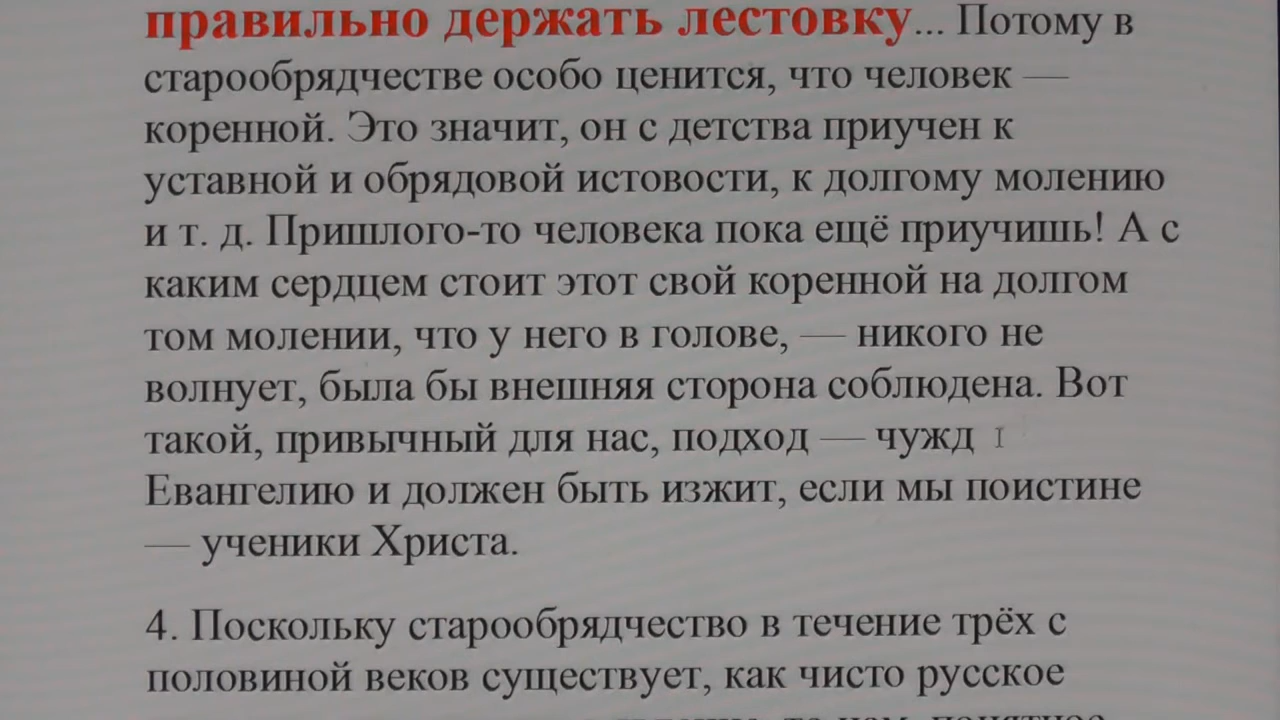 правильно держать лестовку... Потому в
старообрядчестве особо ценится, что человек —
коренной. Это значит, он с детства приучен к
уставной и обрядовой истовости, к долгому молению
и т. д. Пришлого-то человека пока ещё приучишь! А с
каким сердцем стоит этот свой коренной на долгом
том молении, что у него в голове, — никого не
волнует, была бы внешняя сторона соблюдена. Вот
такой, привычный для нас, подход — чужд
Евангелию и должен быть изжит, если мы поистине
— ученики Христа.
4. Поскольку старообрядчество в течение трёх с
половиной веков существует, как чисто русское